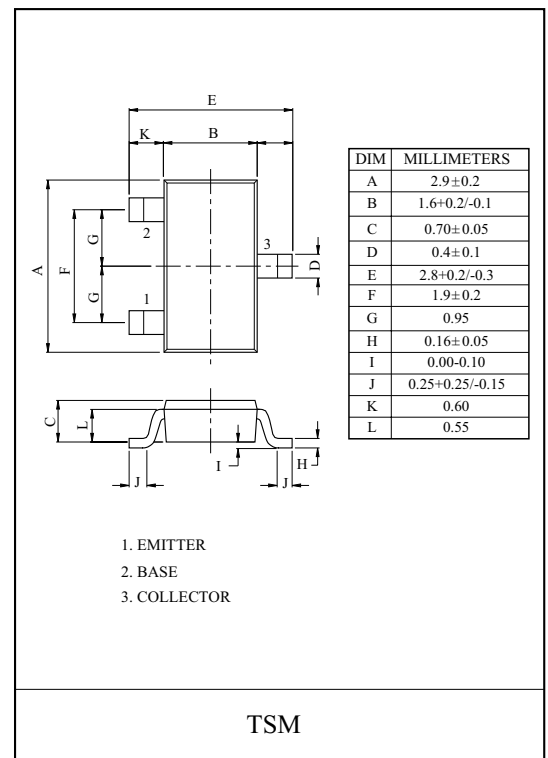 E
K B
2
3
G
A
F
D
G
1
C
L
I
H
J
J
DIM MILLIMETERS
A 2.9±0.2
B 1.6+0.2/-0.1
C 0.70±0.05
D 0.4±0.1
E 2.8+0.2/-0.3
F 1.9±0.2
G 0.95
H 0.16±0.05
I 0.00-0.10
J 0.25+0.25/-0.15
K 0.60
L 0.55
1. EMITTER
2. BASE
3. COLLECTOR
TSM